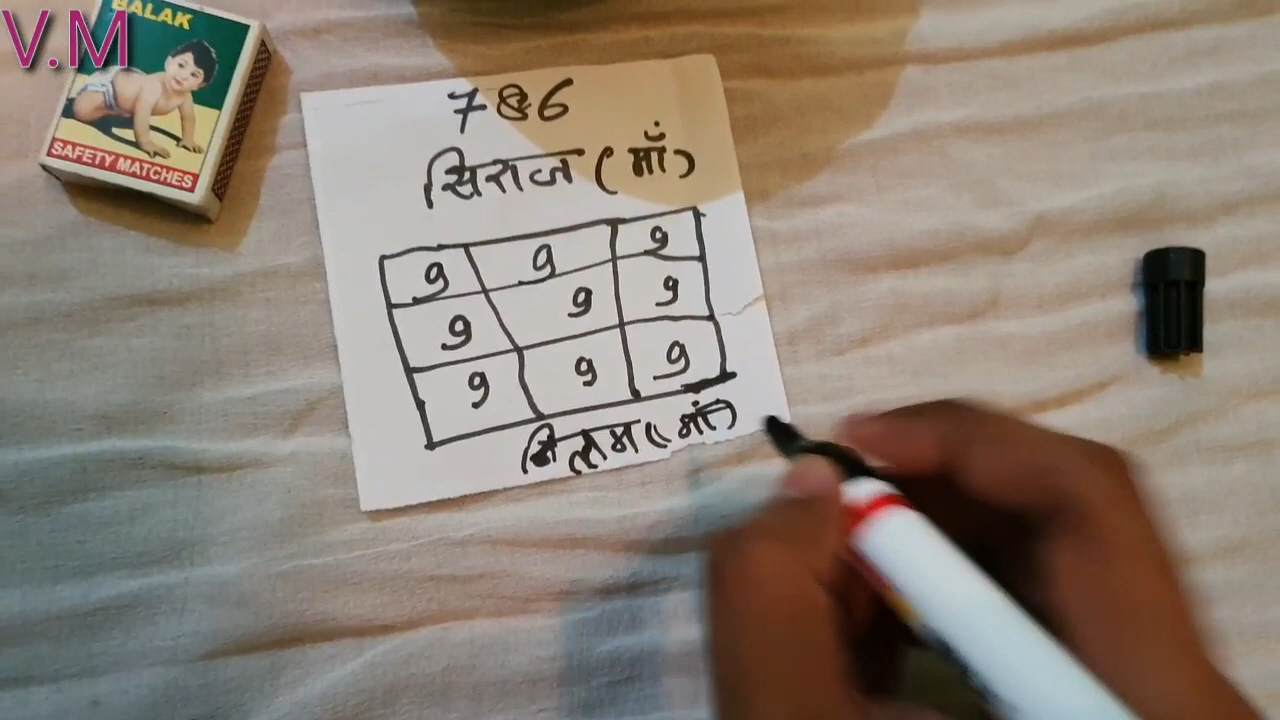 V.M
BALAK
SAFETY MATCHES
786
सिराज (माँ)
9 9 9
9 9 9
9 9 9
(माँ)